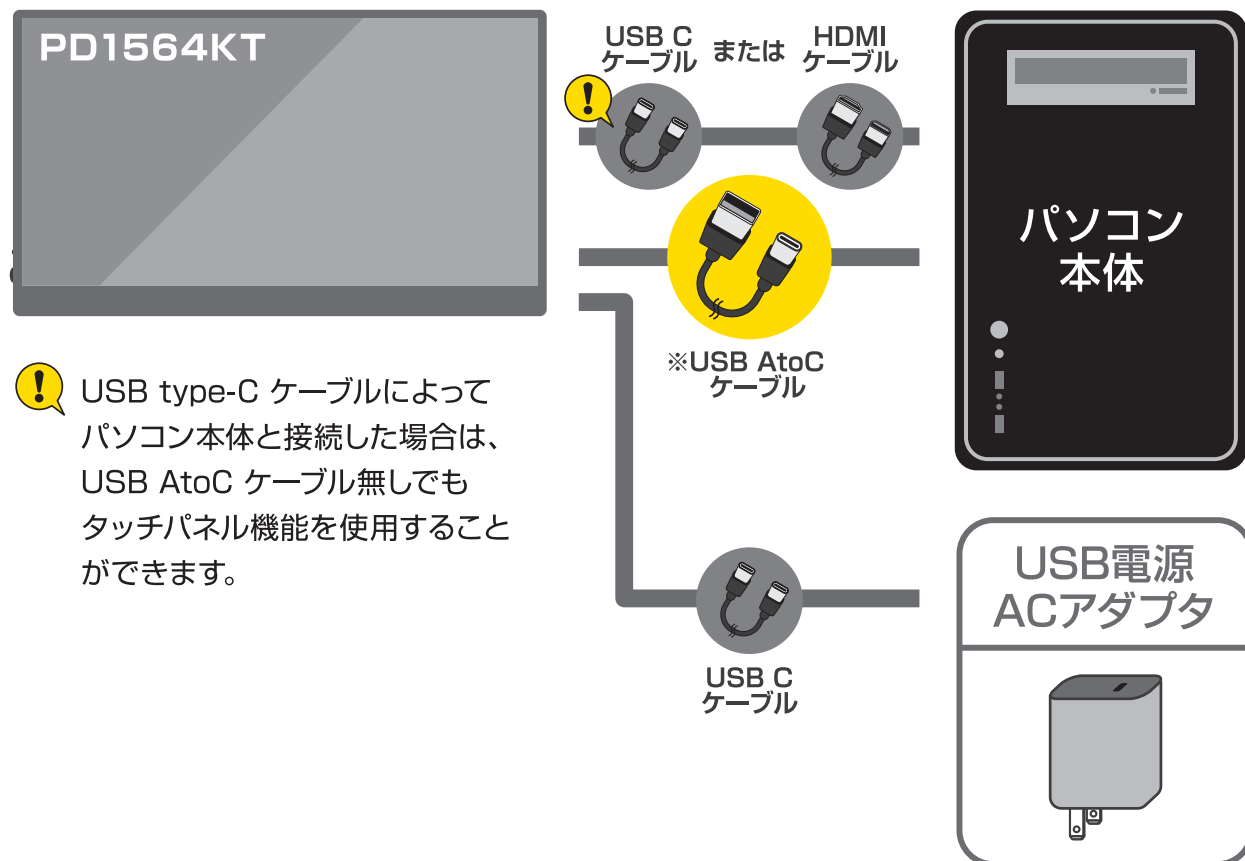 PD1564KT
USB C
ケーブル
または
HDMI
ケーブル
パソコン
本体
※USB AtoC
ケーブル
USB type-C ケーブルによって
パソコン本体と接続した場合は、
USB AtoC ケーブル無しでも
タッチパネル機能を使用すること
ができます。
USB電源
ACアダプタ
USB C
ケーブル